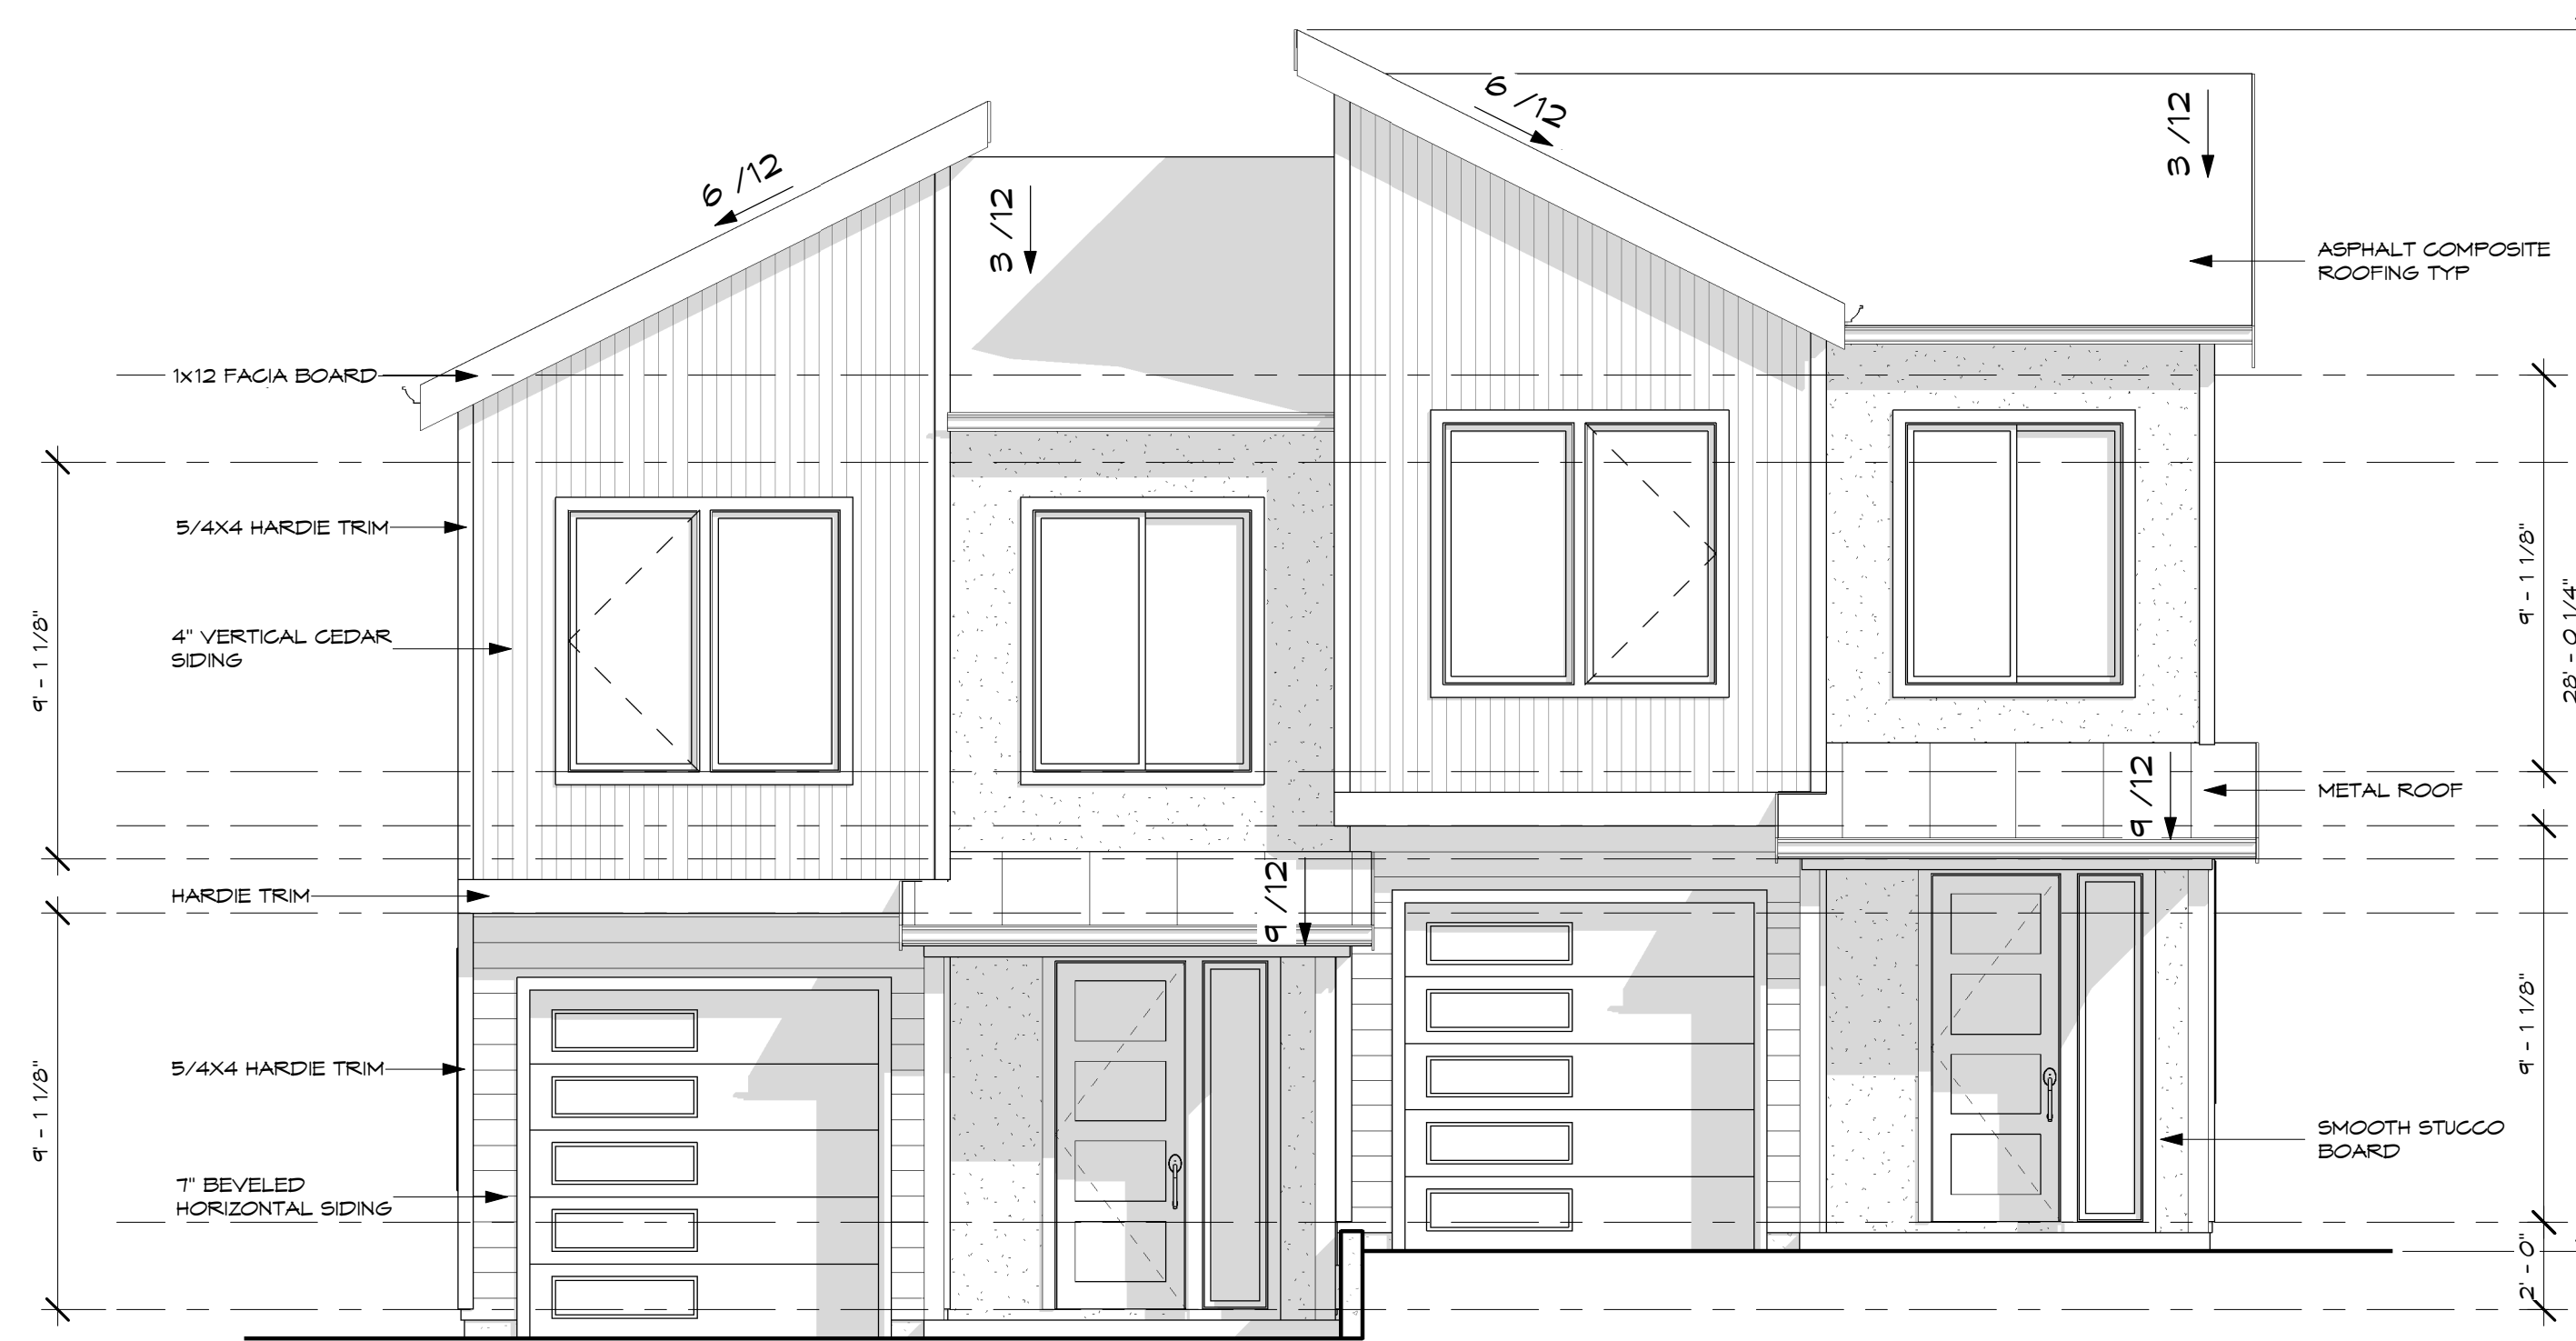 6 /12
3 /12
6 /12
3 /12
ASPHALT COMPOSITE
ROOFING TYP
1x12 FACIA BOARD
5/4X4 HARDIE TRIM
4" VERTICAL CEDAR
SIDING
9' - 1 1/8"
9' - 1 1/8"
28' - 0 1/4"
9 /12
METAL ROOF
HARDIE TRIM
9 /12
5/4X4 HARDIE TRIM
9' - 1 1/8"
9' - 1 1/8"
SMOOTH STUCCO
BOARD
7" BEVELED
HORIZONTAL SIDING
2' - 0"